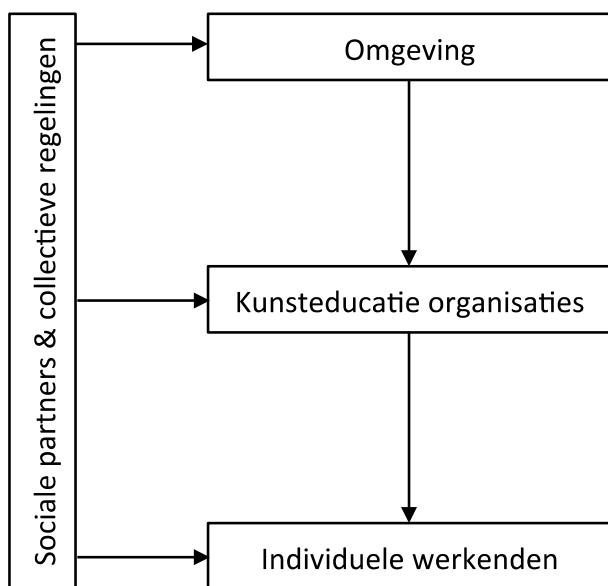 Sociale partners & collectieve regelingen
Omgeving
Kunsteducatie organisaties
Individuele werkenden